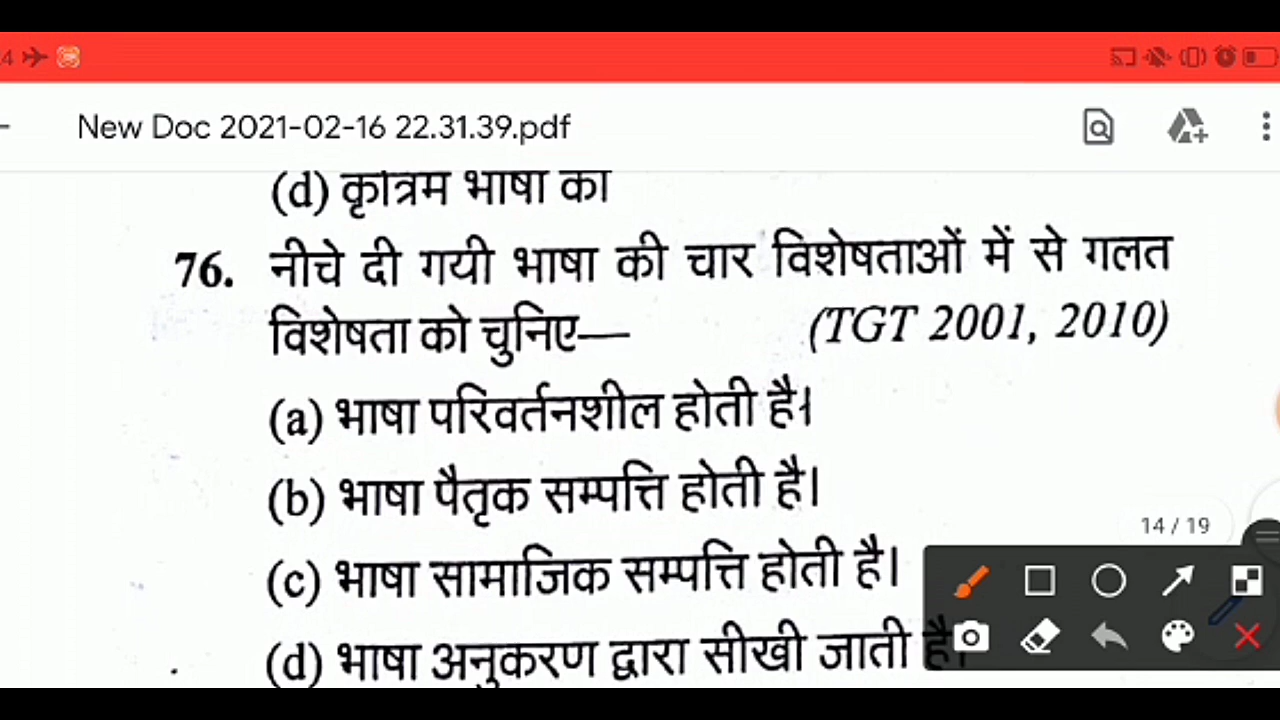 4
New Doc 2021-02-16 22.31.39.pdf
(d) कृत्रिम भाषा का
76. नीचे दी गयी भाषा की चार विशेषताओं में से गलत
विशेषता को चुनिए— (TGT 2001, 2010)
(a) भाषा परिवर्तनशील होती है।
(b) भाषा पैतृक सम्पत्ति होती है।
(c) भाषा सामाजिक सम्पत्ति होती है।
14 / 19
(d) भाषा अनुकरण द्वारा सीखी जाती है।